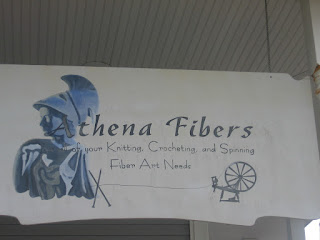 Athena Fibers
of your Knitting, Crocheting, and Spinning
Fiber Art Needs